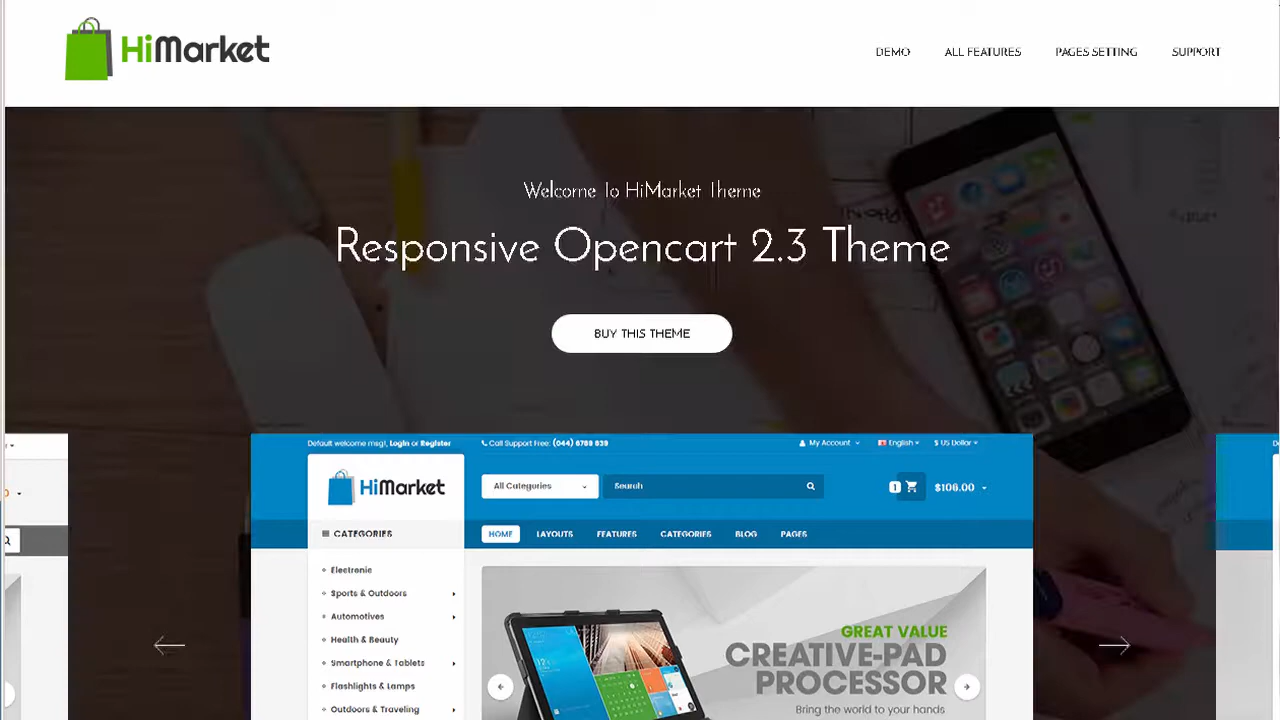 HiMarket
DEMO ALL FEATURES PAGES SETTING SUPPORT
Welcome To HiMarket Theme
Responsive Opencart 2.3 Theme
BUY THIS THEME
Default welcome msg!, Login or Register Call Support Free: (044) 6789 839 My Account English $ US Dollar
HiMarket
All Categories Search 1 $106.00
CATEGORIES HOME LAYOUTS FEATURES CATEGORIES BLOG PAGES
Electronic
Sports & Outdoors
Automotives
Health & Beauty
Smartphone & Tablets
Flashlights & Lamps
Outdoors & Traveling
GREAT VALUE
CREATIVE-PAD
PROCESSOR
Bring the world to your hands